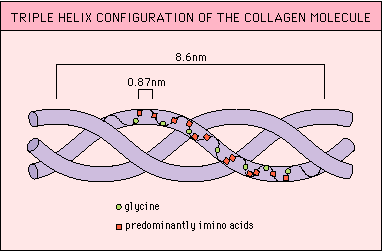 TRIPLE HELIX CONFIGURATION OF THE COLLAGEN MOLECULE
8.6nm
0.87nm
glycine
predominantly imino acids